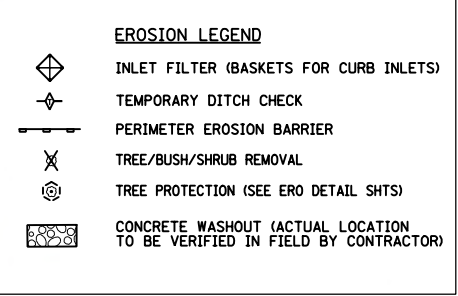 EROSION LEGEND
INLET FILTER (BASKETS FOR CURB INLETS)
TEMPORARY DITCH CHECK
PERIMETER EROSION BARRIER
TREE/BUSH/SHRUB REMOVAL
TREE PROTECTION (SEE ERO DETAIL SHTS)
CONCRETE WASHOUT (ACTUAL LOCATION
TO BE VERIFIED IN FIELD BY CONTRACTOR)